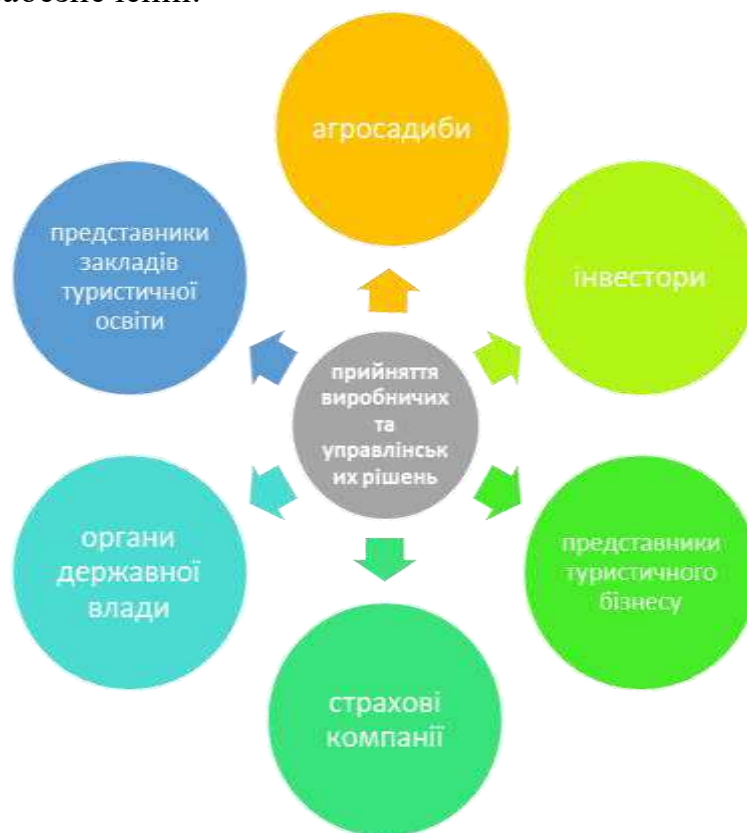 агросадиби
представники
закладів
туристичної
освіти
інвестори
прийняття
виробничих
та
управлінськ
их рішень
органи
державної
влади
представники
туристичного
бізнесу
страхові
компанії